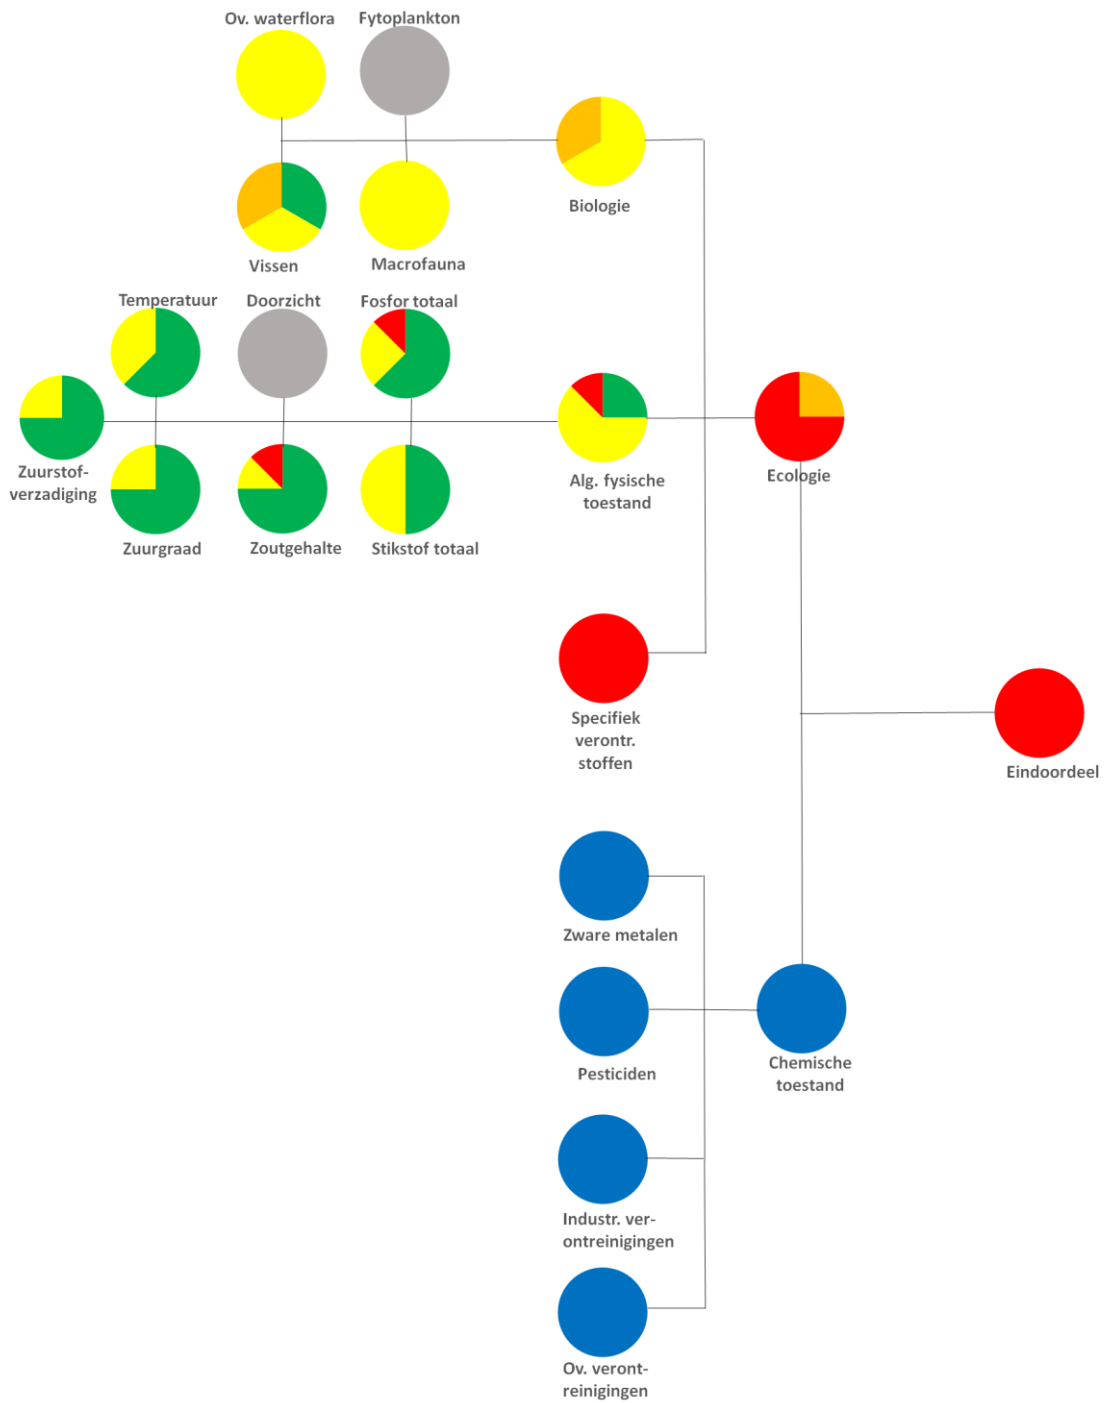 Ov. waterflora
Fytoplankton
Biologie
Vissen
Macrofauna
Temperatuur
Doorzicht
Fosfor totaal
Zuurstof-
verzadiging
Alg. fysische
toestand
Ecologie
Zuurgraad
Zoutgehalte
Stikstof totaal
Specifiek
verontr.
stoffen
Eindoordeel
Zware metalen
Pesticiden
Chemische
toestand
Industr. ver-
ontreinigingen
Ov. veront-
reinigingen